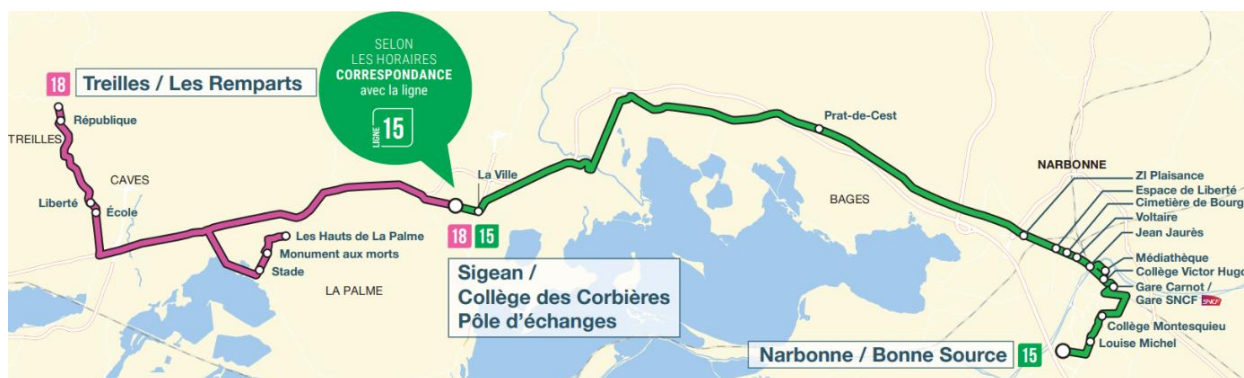 SELON
LES HORAIRES
CORRESPONDANCE
avec la ligne
LIGNE 15
18 Treilles / Les Remparts
République
TREILLES
CAVES
Liberté
École
Les Hauts de La Palme
Monument aux morts
Stade
LA PALME
La Ville
18 15
Sigean /
Collège des Corbières
Pôle d'échanges
Prat-de-Cest
BAGES
NARBONNE
ZI Plaisance
Espace de Liberté
Cimetière de Bourg
Voltaire
Jean Jaurès
Médiathèque
Collège Victor Hugo
Gare Carnot /
Gare SNCF SNCF
Collège Montesquieu
Louise Michel
Narbonne / Bonne Source 15